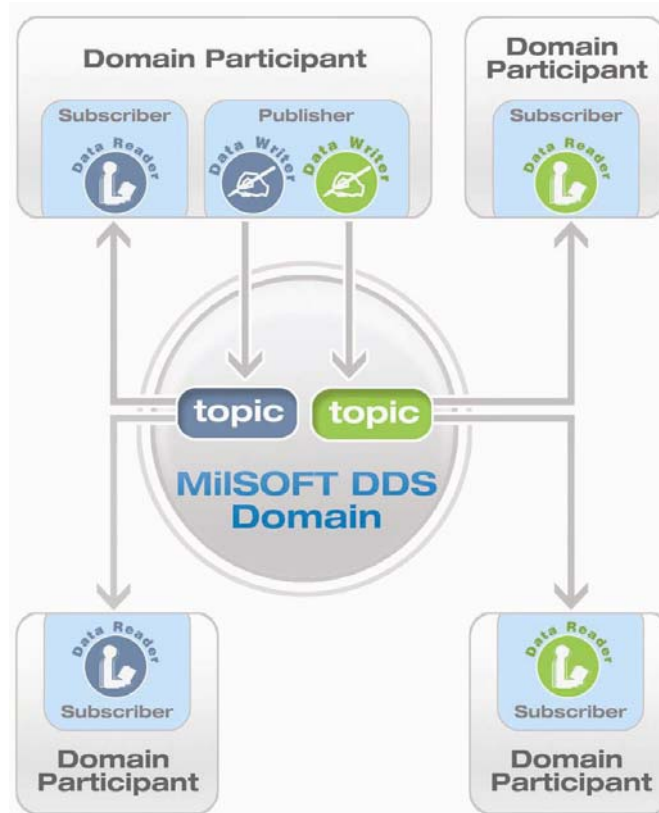 Domain Participant
Subscriber
Data Reader
Publisher
Data Writer
Data Writer
Domain
Participant
Subscriber
Data Reader
topic
topic
MilSOFT DDS
Domain
Data Reader
Subscriber
Domain
Participant
Data Reader
Subscriber
Domain
Participant